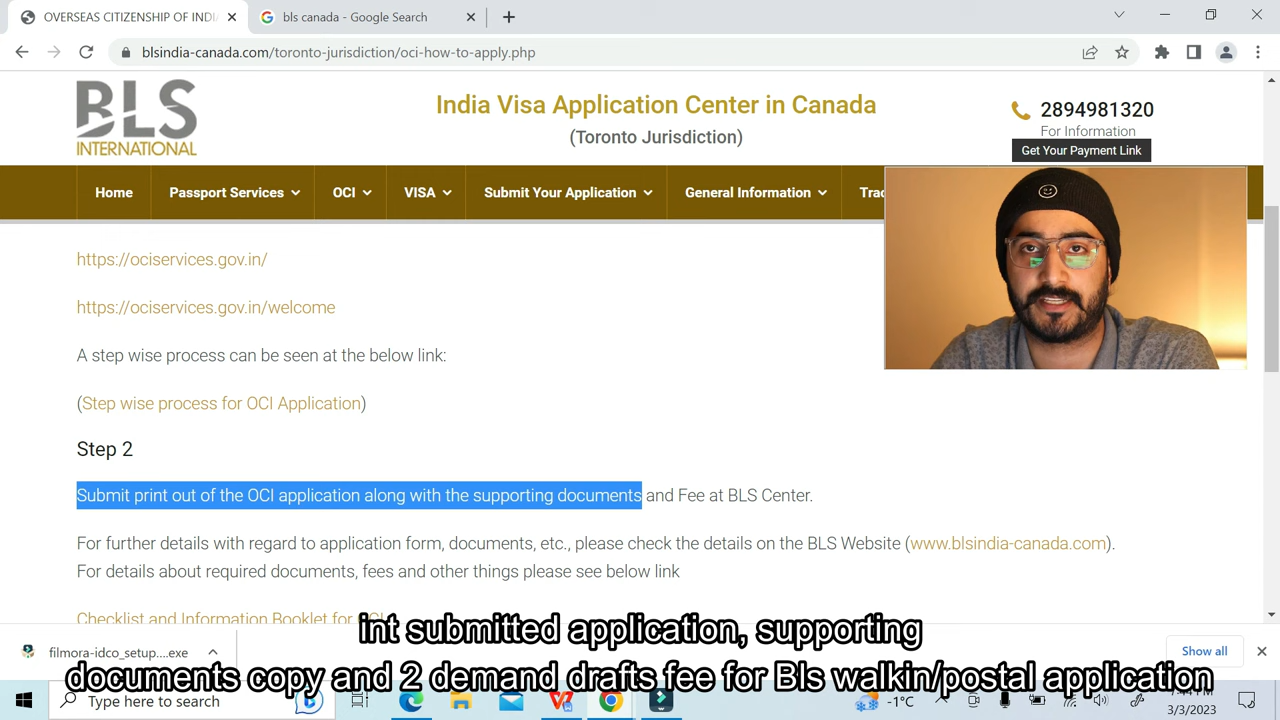 OVERSEAS CITIZENSHIP OF INDI
bls canada - Google Search
blsindia-canada.com/toronto-jurisdiction/oci-how-to-apply.php
BLS
INTERNATIONAL
India Visa Application Center in Canada
(Toronto Jurisdiction)
2894981320
For Information
Get Your Payment Link
Home Passport Services OCI VISA Submit Your Application General Information Trac
https://ociservices.gov.in/
https://ociservices.gov.in/welcome
A step wise process can be seen at the below link:
(Step wise process for OCI Application)
Step 2
Submit print out of the OCI application along with the supporting documents and Fee at BLS Center.
For further details with regard to application form, documents, etc., please check the details on the BLS Website (www.blsindia-canada.com).
For details about required documents, fees and other things please see below link
Checklist and Information Booklet for OCI
int submitted application, supporting
documents copy and 2 demand drafts fee for Bls walkin/postal application
filmora-idco_setup....exe
Show all
Type here to search
-1°C
3/3/2023